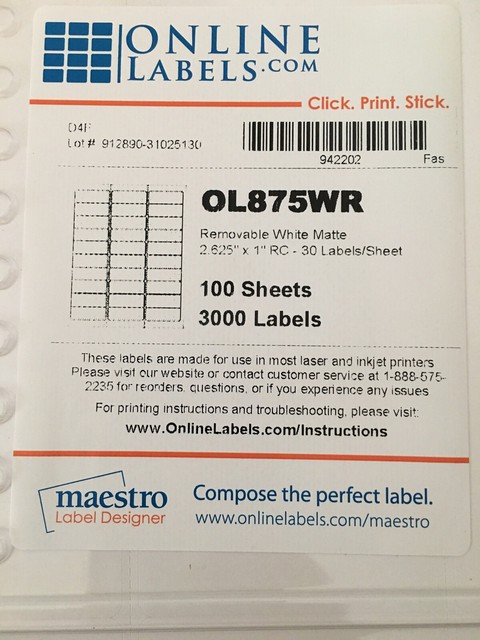 ONLINE
LABELS.COM
Click. Print. Stick.
D4F
Lot # 912890-31025130
942202 Fas
OL875WR
Removable White Matte
2.625" x 1" RC - 30 Labels/Sheet
100 Sheets
3000 Labels
These labels are made for use in most laser and inkjet printers
Please visit our website or contact customer service at 1-888-575-
2235 for reorders, questions, or if you experience any issues
For printing instructions and troubleshooting, please visit:
www.OnlineLabels.com/Instructions
maestro
Label Designer
Compose the perfect label.
www.onlinelabels.com/maestro